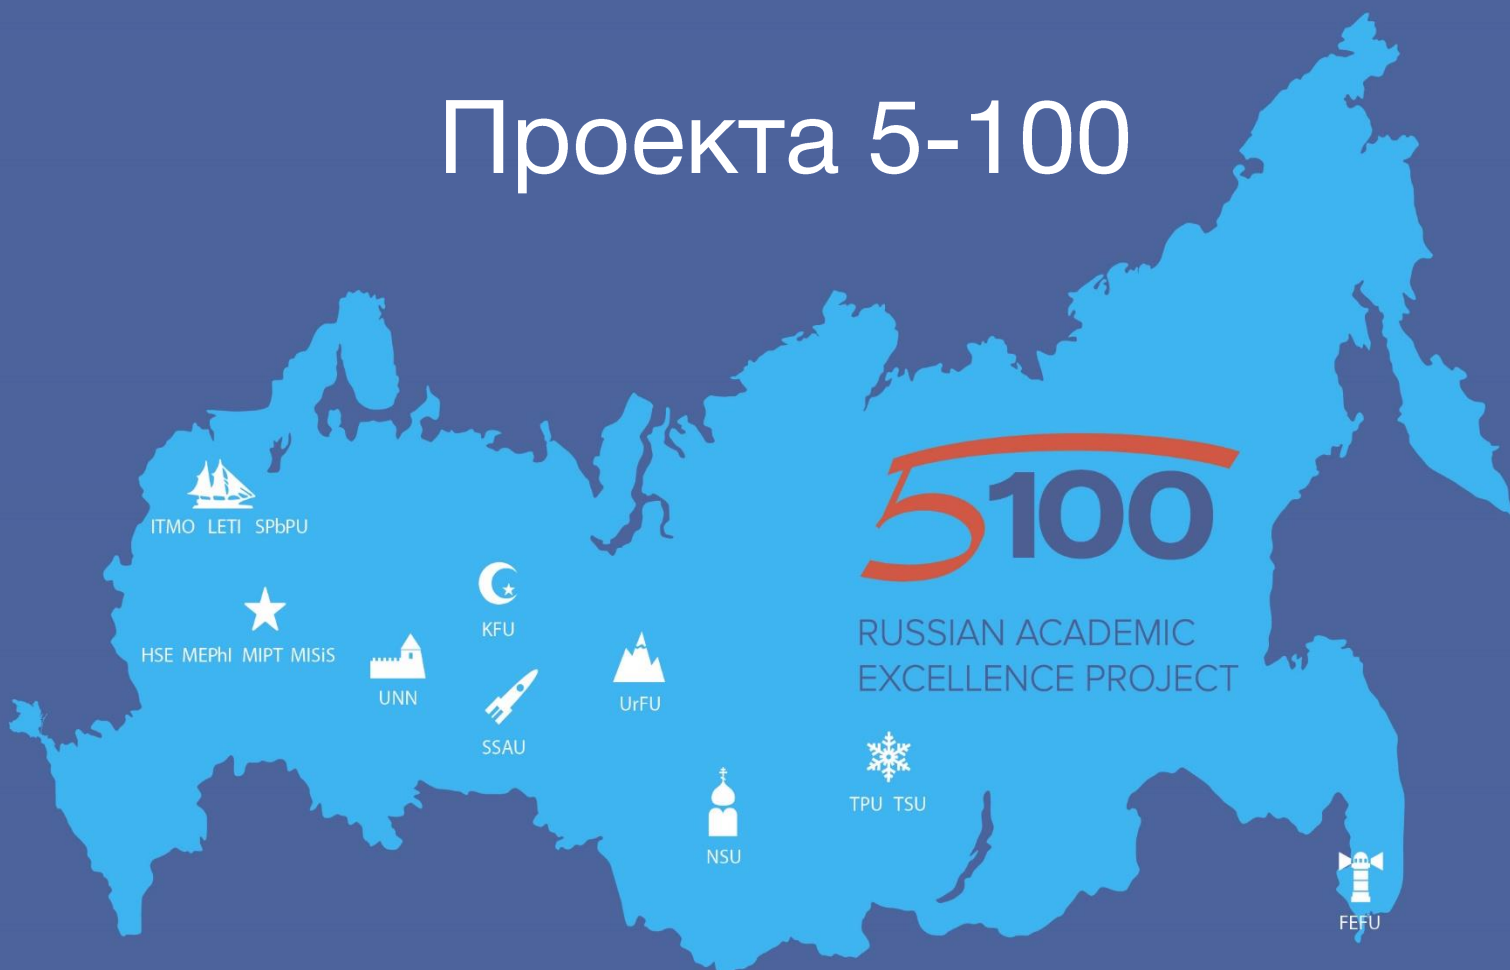 Проекта 5-100
5100
RUSSIAN ACADEMIC
EXCELLENCE PROJECT
ITMO LETI SPbPU
HSE MEPhI MIPT MISiS
KFU
UNN
UrFU
SSAU
TPU TSU
NSU
FEFU